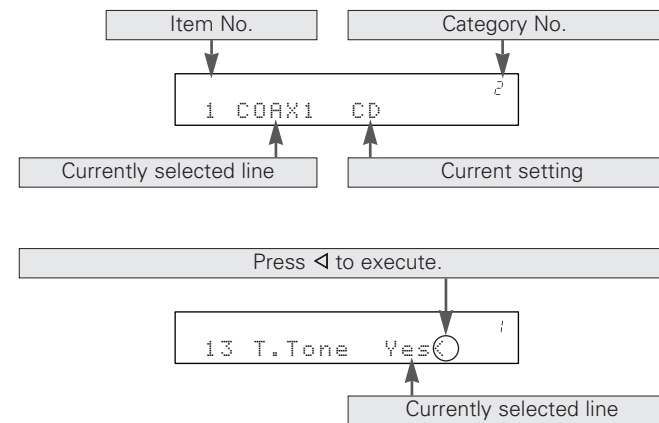 Item No. Category No.
2
1 COAX1 CD
Currently selected line Current setting
Press ◁ to execute.
1
13 T.Tone Yes<
Currently selected line